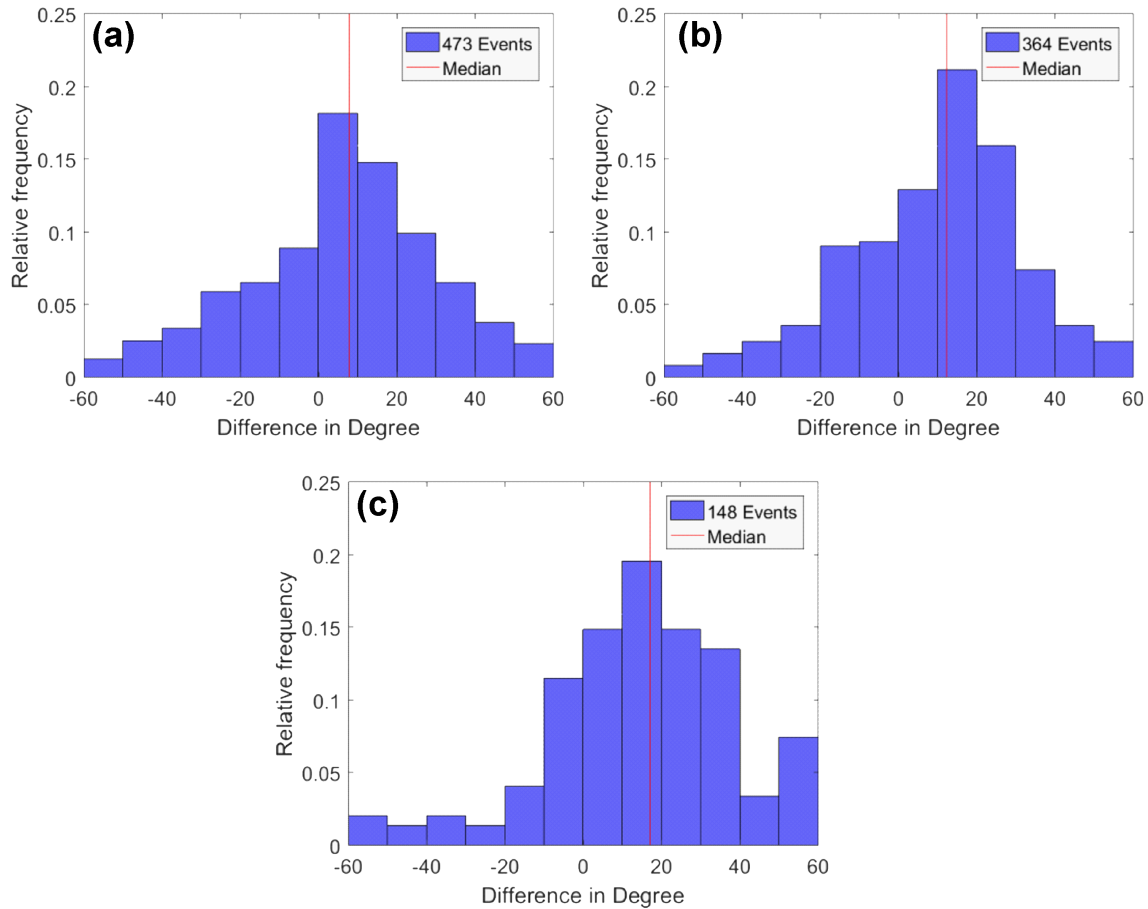 (a)
473 Events
Median
0.25
0.2
0.15
0.1
0.05
0
-60 -40 -20 0 20 40 60
Relative frequency
Difference in Degree
(b)
364 Events
Median
0.25
0.2
0.15
0.1
0.05
0
-60 -40 -20 0 20 40 60
Relative frequency
Difference in Degree
(c)
148 Events
Median
0.25
0.2
0.15
0.1
0.05
0
-60 -40 -20 0 20 40 60
Relative frequency
Difference in Degree